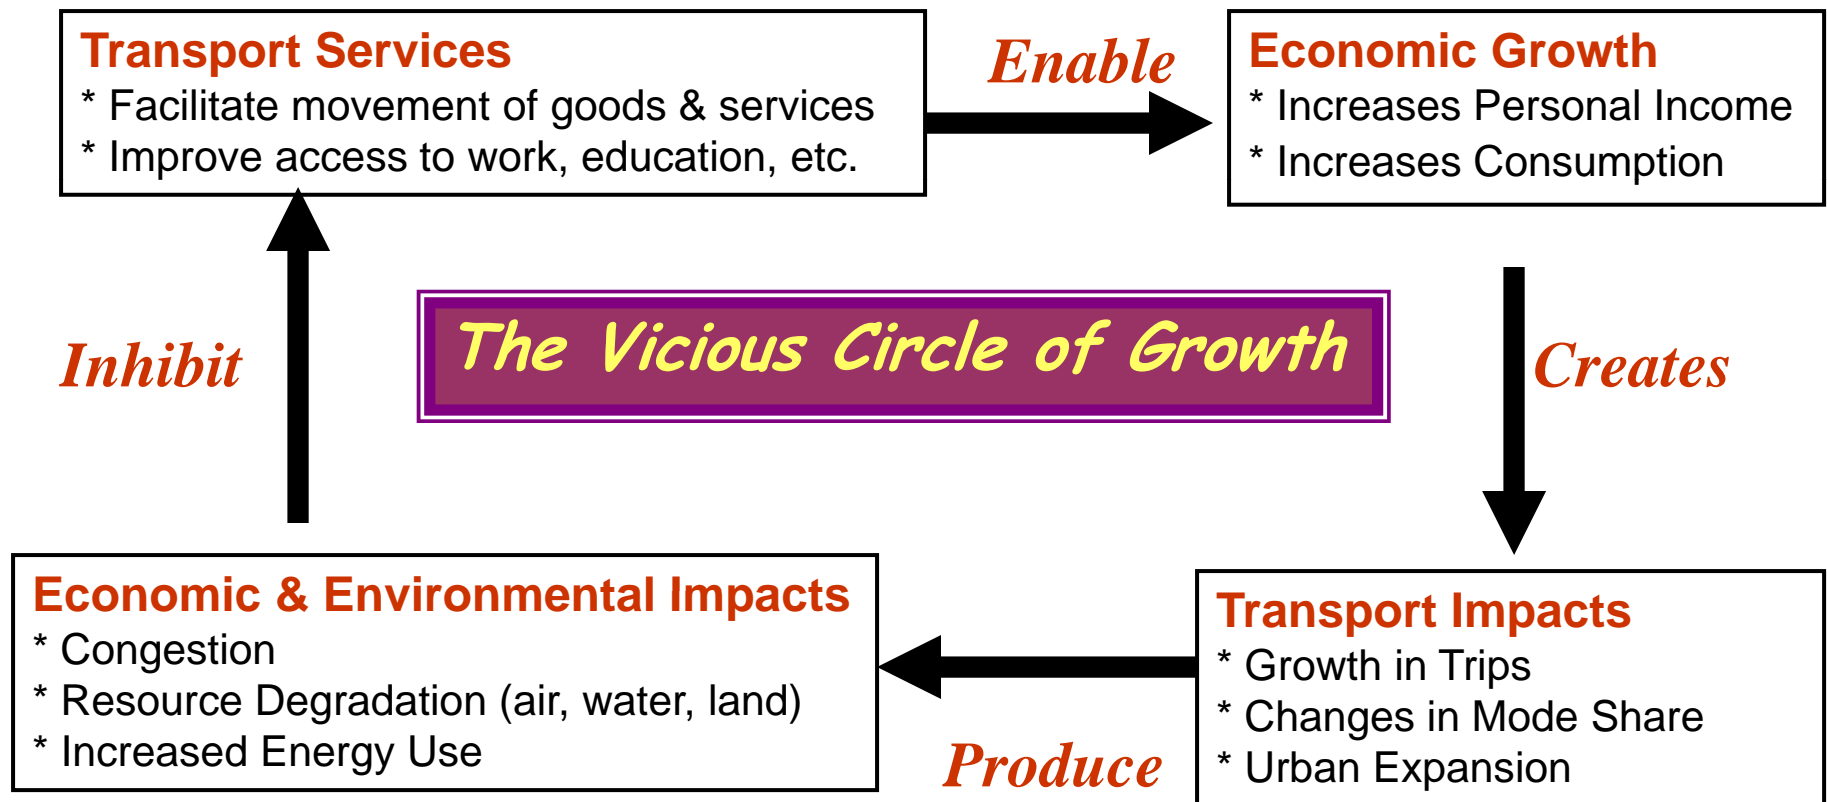 Transport Services
* Facilitate movement of goods & services
* Improve access to work, education, etc.
Enable
Economic Growth
* Increases Personal Income
* Increases Consumption
Inhibit
The Vicious Circle of Growth
Creates
Economic & Environmental Impacts
* Congestion
* Resource Degradation (air, water, land)
* Increased Energy Use
Produce
Transport Impacts
* Growth in Trips
* Changes in Mode Share
* Urban Expansion